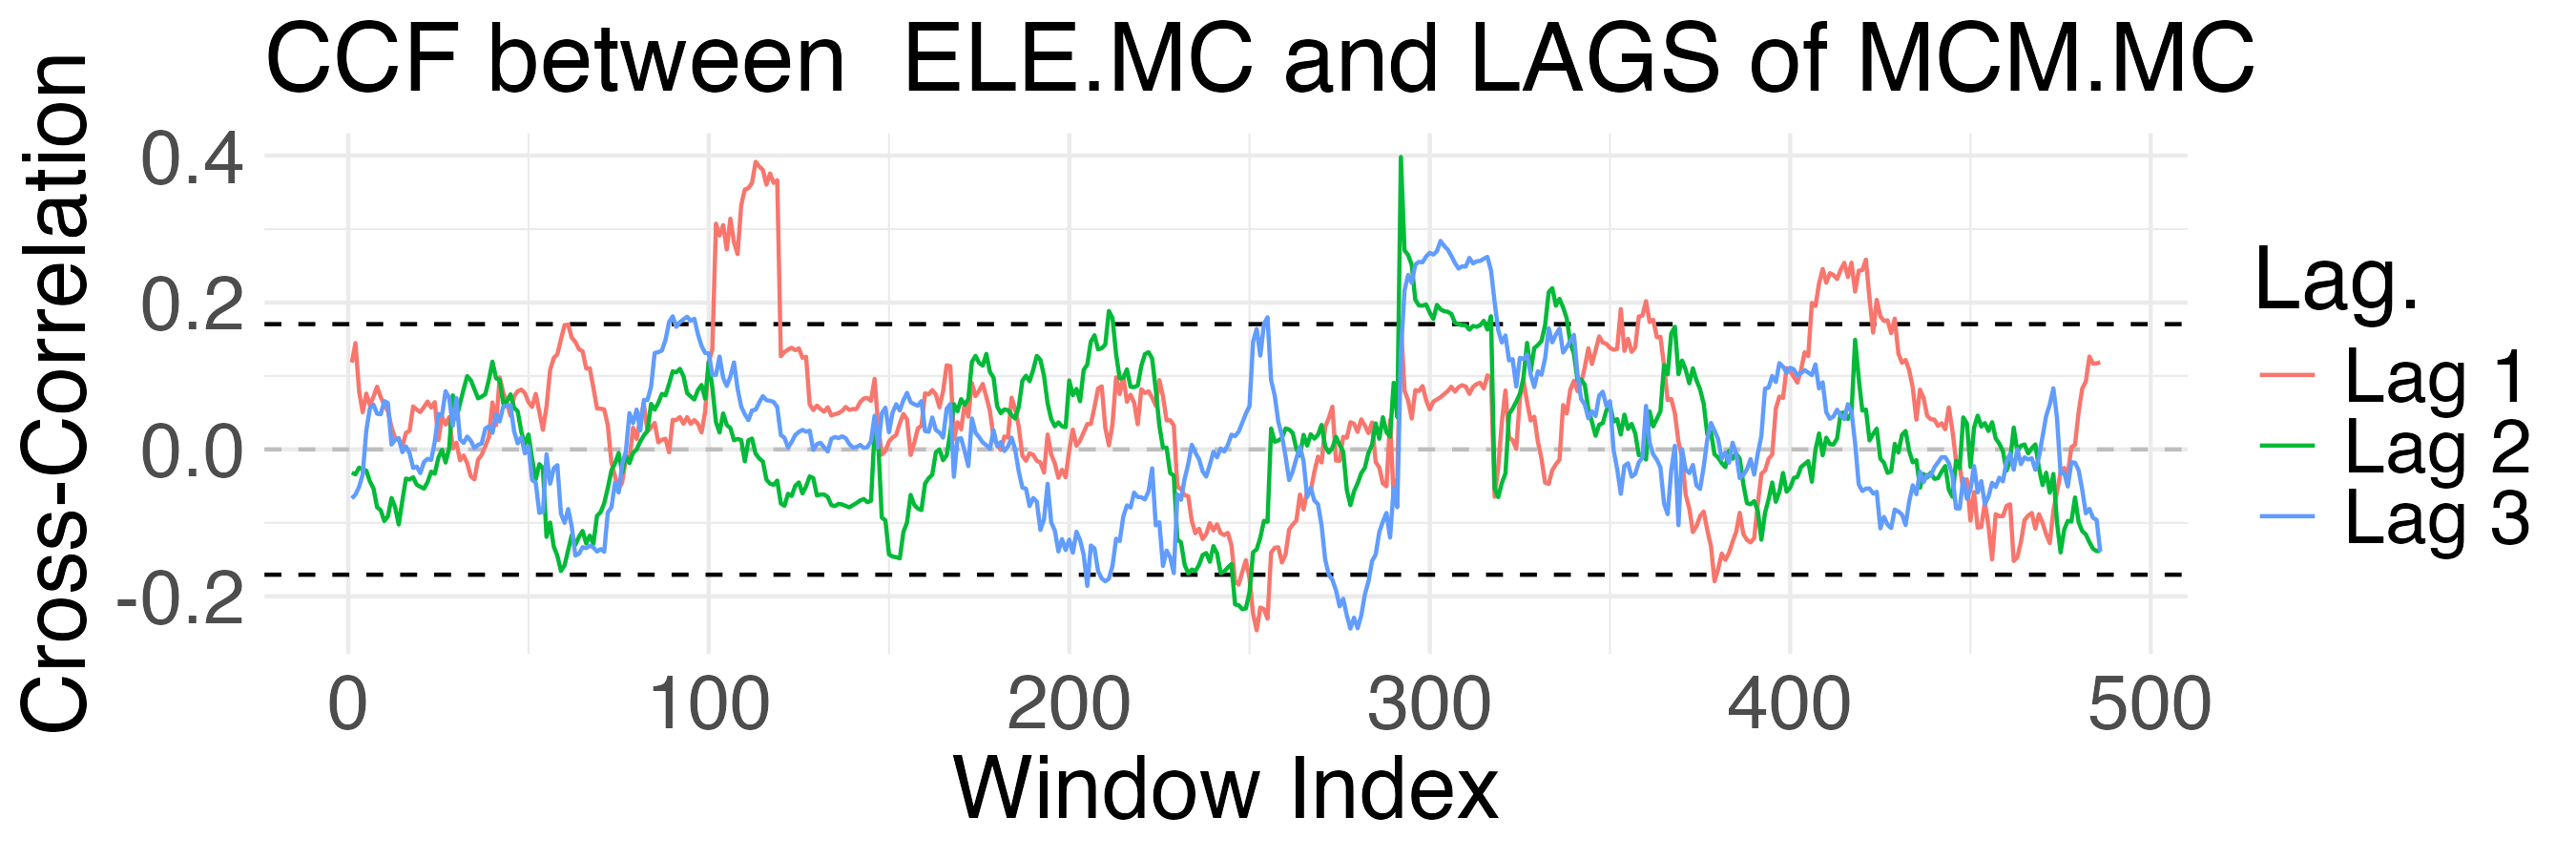 CCF between ELE.MC and LAGS of MCM.MC
Cross-Correlation
0.4
0.2
0.0
-0.2
0 100 200 300 400 500
Window Index
Lag.
Lag 1
Lag 2
Lag 3